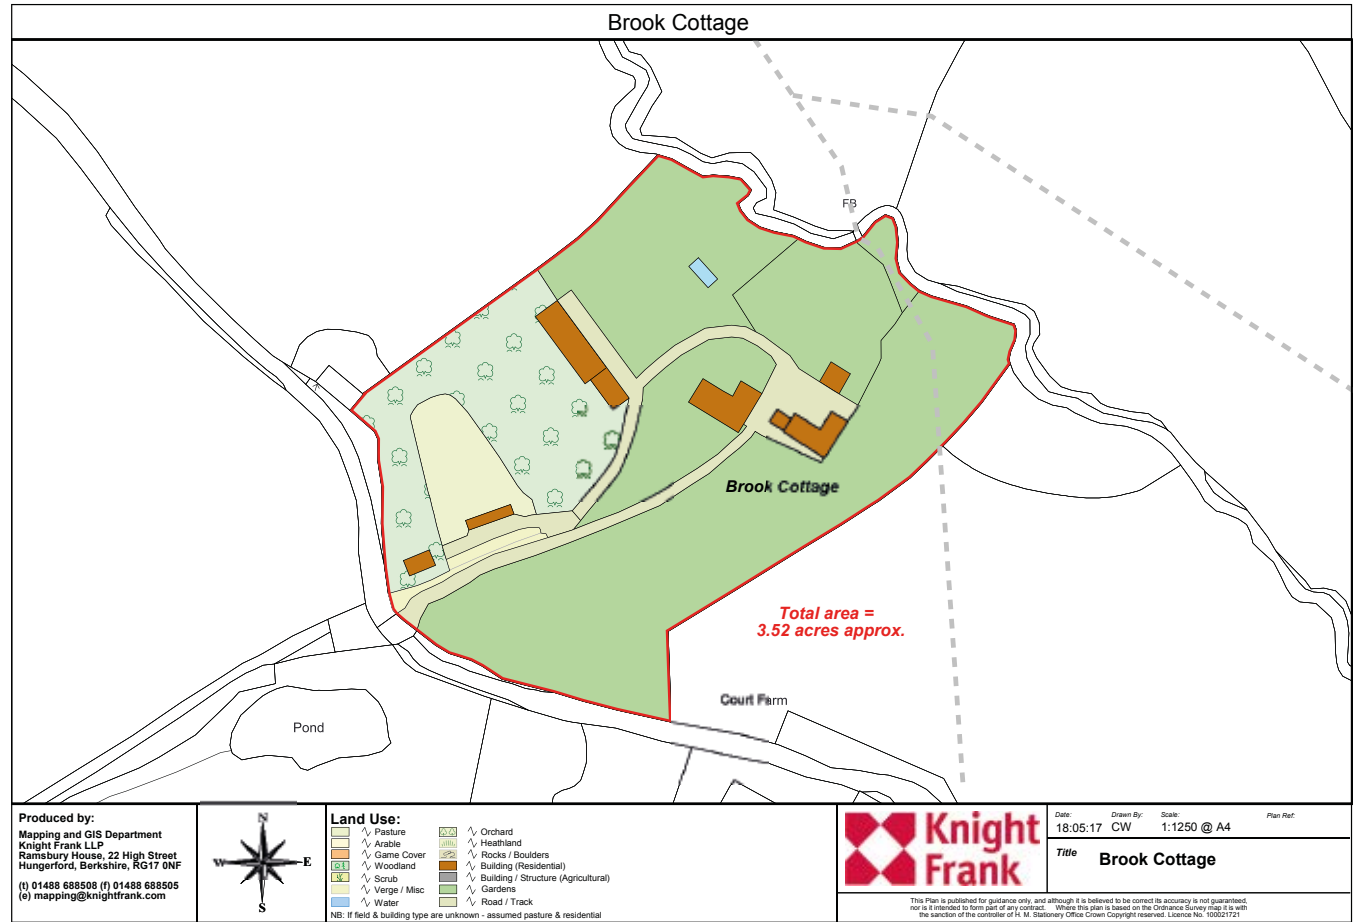 Brook Cottage
FB
Brook Cottage
Total area =
3.52 acres approx.
Court Farm
Pond
Produced by:
Mapping and GIS Department
Knight Frank LLP
Ramsbury House, 22 High Street
Hungerford, Berkshire, RG17 0NF
(t) 01488 688508 (f) 01488 688505
(e) mapping@knightfrank.com
N
W
E
S
Land Use:
Pasture
Arable
Game Cover
Woodland
Scrub
Verge / Misc
Water
Orchard
Heathland
Rocks / Boulders
Building (Residential)
Building / Structure (Agricultural)
Gardens
Road / Track
NB: If field & building type are unknown - assumed pasture & residential
Knight
Frank
Date: Drawn By: Scale: Plan Ref:
18:05:17 CW 1:1250 @ A4
Title Brook Cottage
This Plan is published for guidance only, and although it is believed to be correct its accuracy is not guaranteed,
nor is it intended to form part of any contract. Where this plan is based on the Ordnance Survey map it is with
the sanction of the controller of H. M. Stationery Office Crown Copyright reserved. Licence No. 100021721